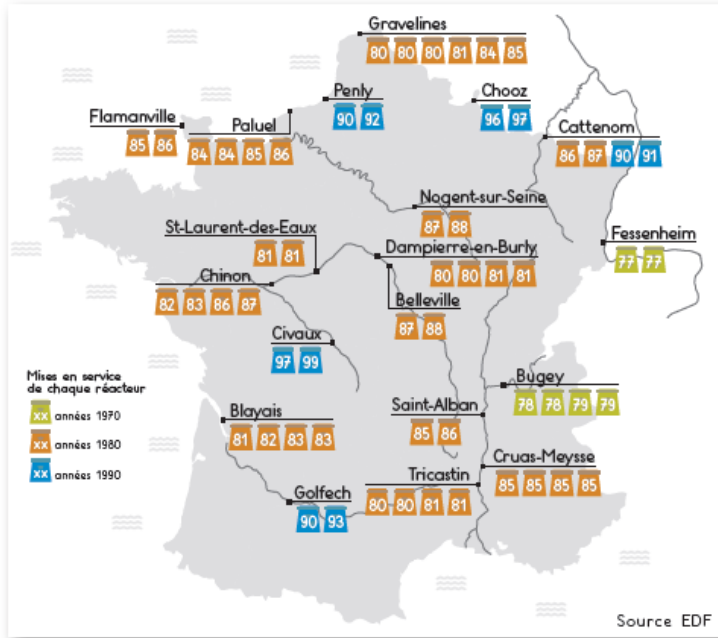 Gravelines
80 80 80 81 84 85
Penly
90 92
Chooz
96 97
Flamanville
85 86
Paluel
84 84 85 86
Cattenom
86 87 90 91
Nogent-sur-Seine
87 88
Fessenheim
77 77
St-Laurent-des-Eaux
81 81
Dampierre-en-Burly
80 80 81 81
Chinon
82 83 86 87
Belleville
87 88
Civaux
97 99
Mises en service
de chaque réacteur
xx années 1970
xx années 1980
xx années 1990
Bugey
78 78 79 79
Blayais
81 82 83 83
Saint-Alban
85 86
Cruas-Meysse
85 85 85 85
Tricastin
80 80 81 81
Golfech
90 93
Source EDF